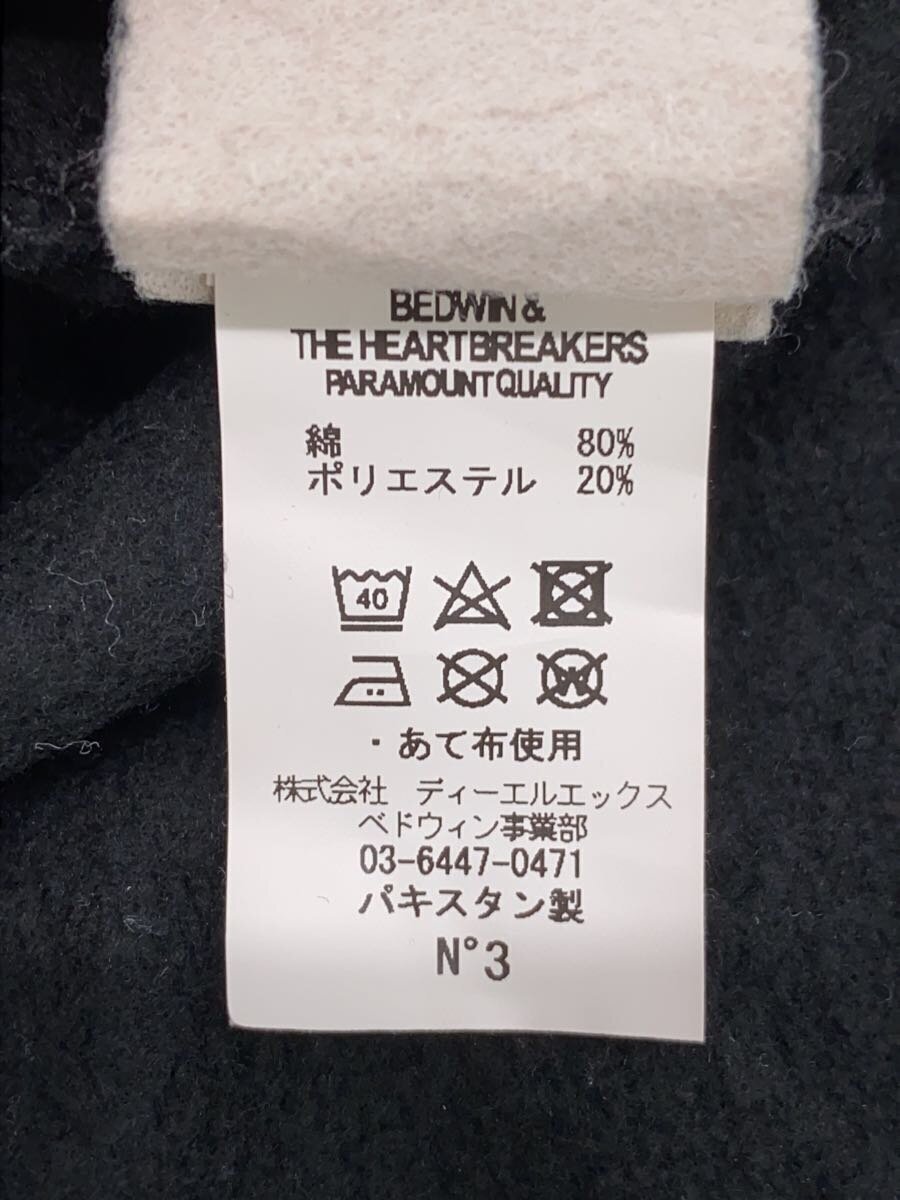 BEDWIN &
THE HEARTBREAKERS
PARAMOUNT QUALITY
綿 80%
ポリエステル 20%
40
W
・あて布使用
株式会社 ディーエルエックス
ベドウィン事業部
03-6447-0471
パキスタン製
N°3